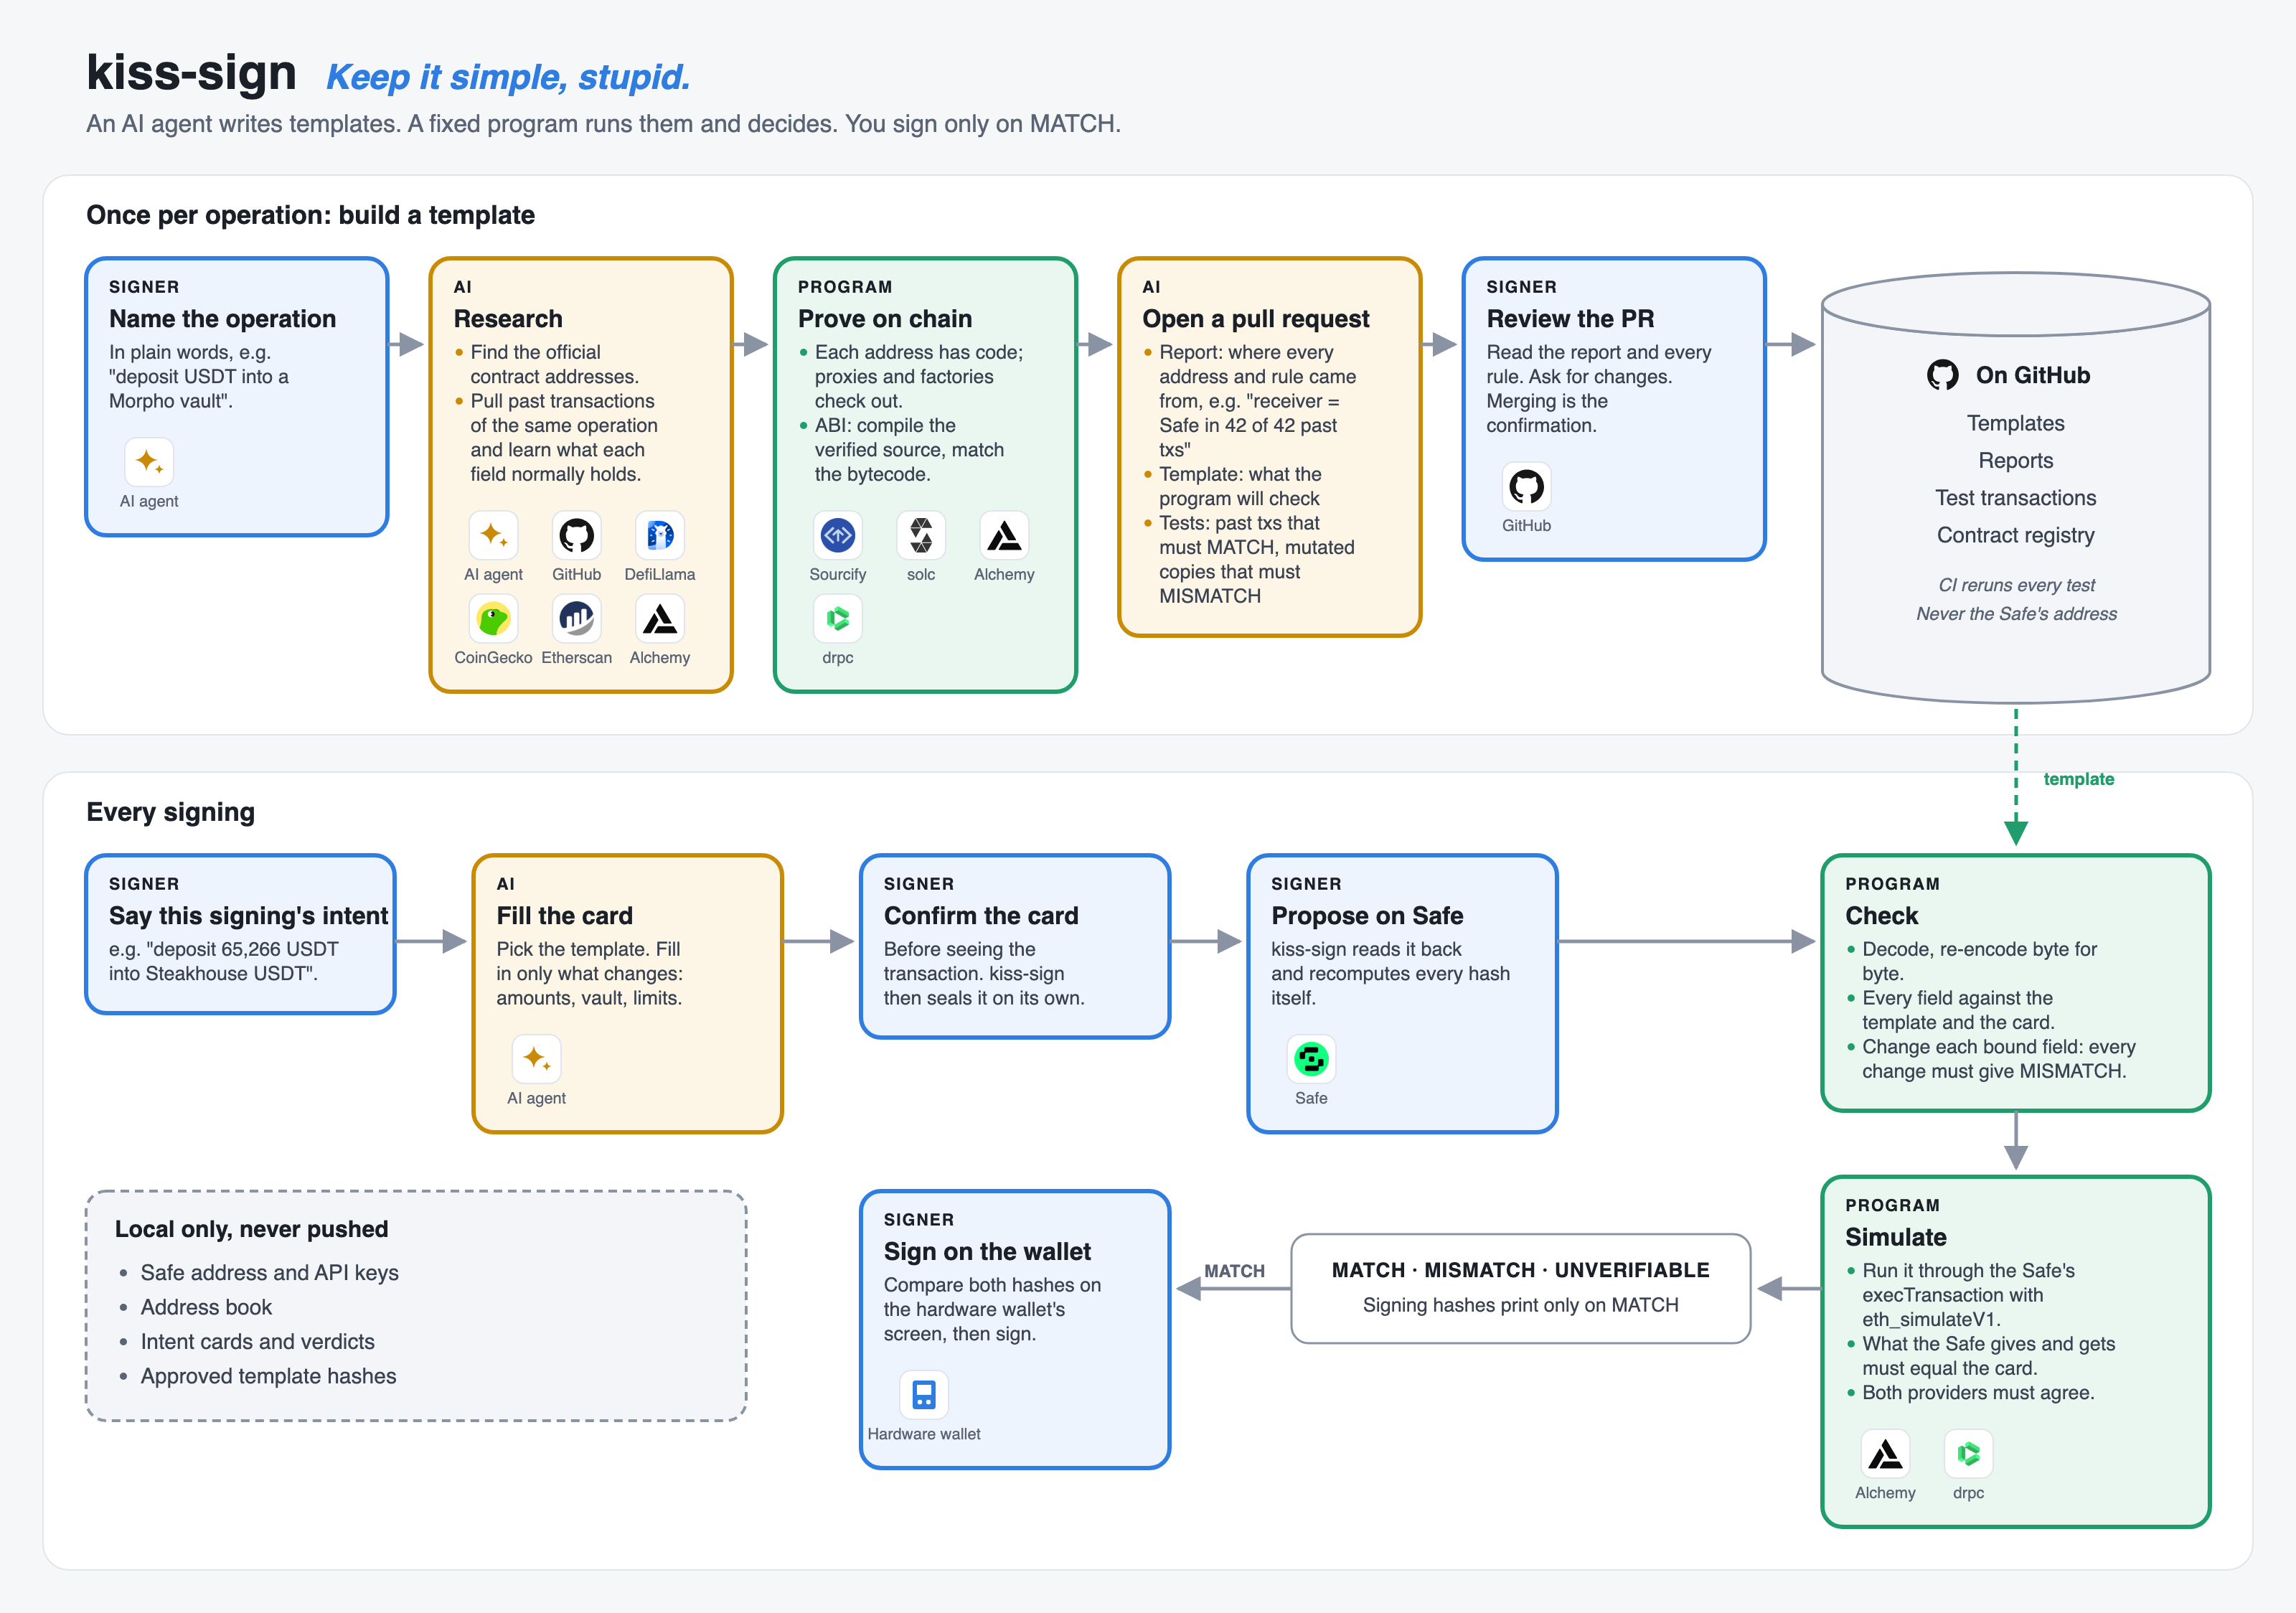 kiss-sign Keep it simple, stupid.
An AI agent writes templates. A fixed program runs them and decides. You sign only on MATCH.
Once per operation: build a template
SIGNER
Name the operation
In plain words, e.g.
"deposit USDT into a
Morpho vault".
AI agent
AI
Research
• Find the official
contract addresses.
• Pull past transactions
of the same operation
and learn what each
field normally holds.
AI agent
GitHub
DefiLlama
CoinGecko
Etherscan
Alchemy
PROGRAM
Prove on chain
• Each address has code;
proxies and factories
check out.
• ABI: compile the
verified source, match
the bytecode.
Sourcify
solc
Alchemy
drpc
AI
Open a pull request
• Report: where every
address and rule came
from, e.g. "receiver =
Safe in 42 of 42 past
txs"
• Template: what the
program will check
• Tests: past txs that
must MATCH, mutated
copies that must
MISMATCH
SIGNER
Review the PR
Read the report and every
rule. Ask for changes.
Merging is the
confirmation.
GitHub
On GitHub
Templates
Reports
Test transactions
Contract registry
CI reruns every test
Never the Safe's address
template
Every signing
SIGNER
Say this signing's intent
e.g. "deposit 65,266 USDT
into Steakhouse USDT".
AI
Fill the card
Pick the template. Fill
in only what changes:
amounts, vault, limits.
AI agent
SIGNER
Confirm the card
Before seeing the
transaction. kiss-sign
then seals it on its own.
SIGNER
Propose on Safe
kiss-sign reads it back
and recomputes every hash
itself.
Safe
PROGRAM
Check
• Decode, re-encode byte for
byte.
• Every field against the
template and the card.
• Change each bound field: every
change must give MISMATCH.
PROGRAM
Simulate
• Run it through the Safe's
execTransaction with
eth_simulateV1.
• What the Safe gives and gets
must equal the card.
• Both providers must agree.
Alchemy
drpc
MATCH · MISMATCH · UNVERIFIABLE
Signing hashes print only on MATCH
MATCH
SIGNER
Sign on the wallet
Compare both hashes on
the hardware wallet's
screen, then sign.
Hardware wallet
Local only, never pushed
• Safe address and API keys
• Address book
• Intent cards and verdicts
• Approved template hashes